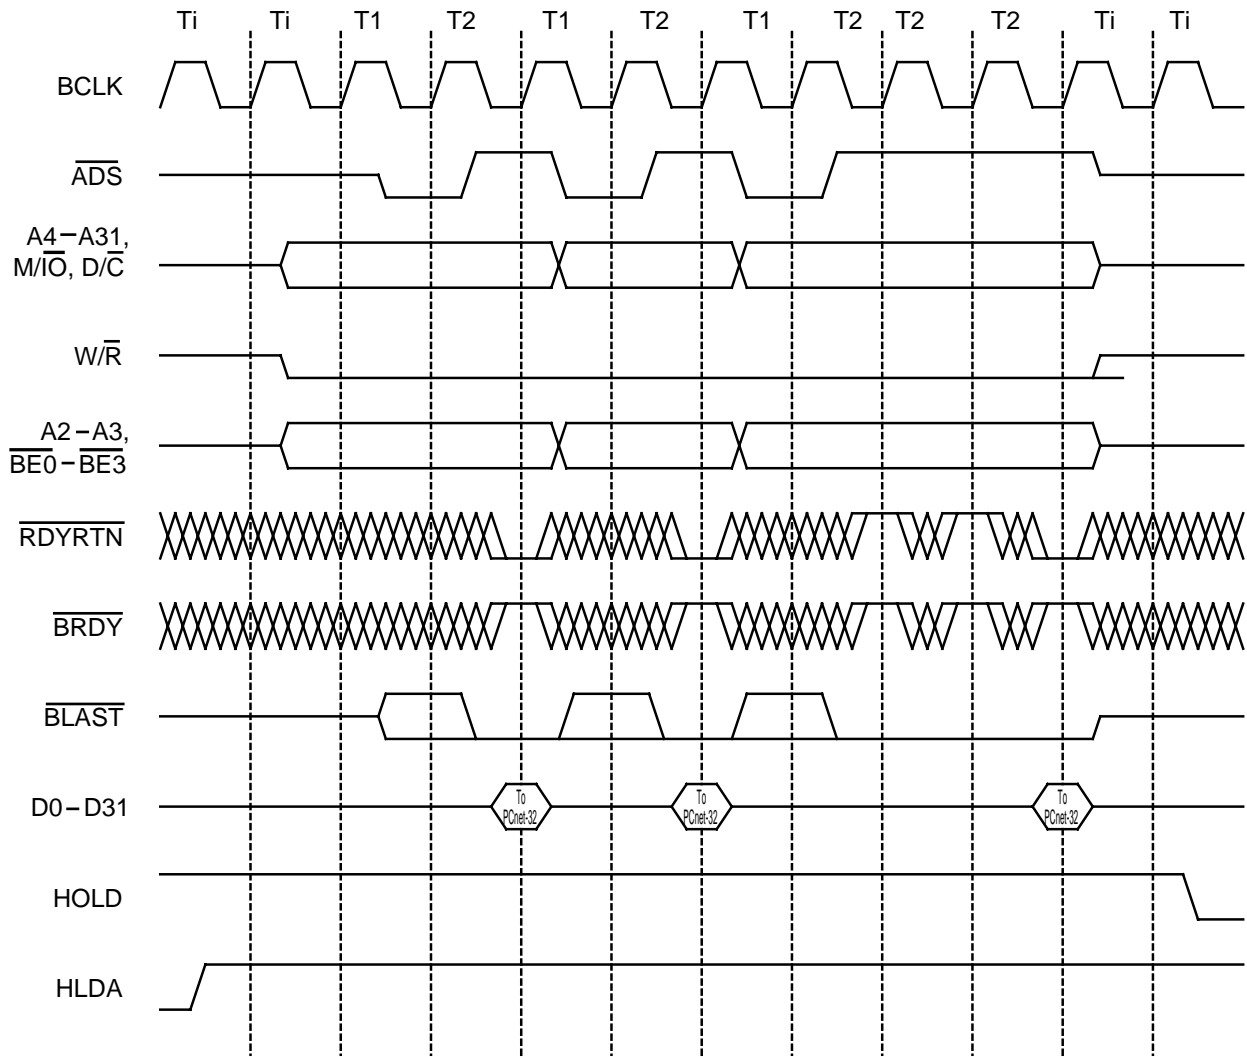 Ti Ti T1 T2 T1 T2 T1 T2 T2 T2 Ti Ti
BCLK
ADS
A4–A31,
M/IO, D/C
W/R
A2–A3,
BE0–BE3
RDYRTN
BRDY
BLAST
D0–D31
To
PCnet-32
To
PCnet-32
To
PCnet-32
HOLD
HLDA